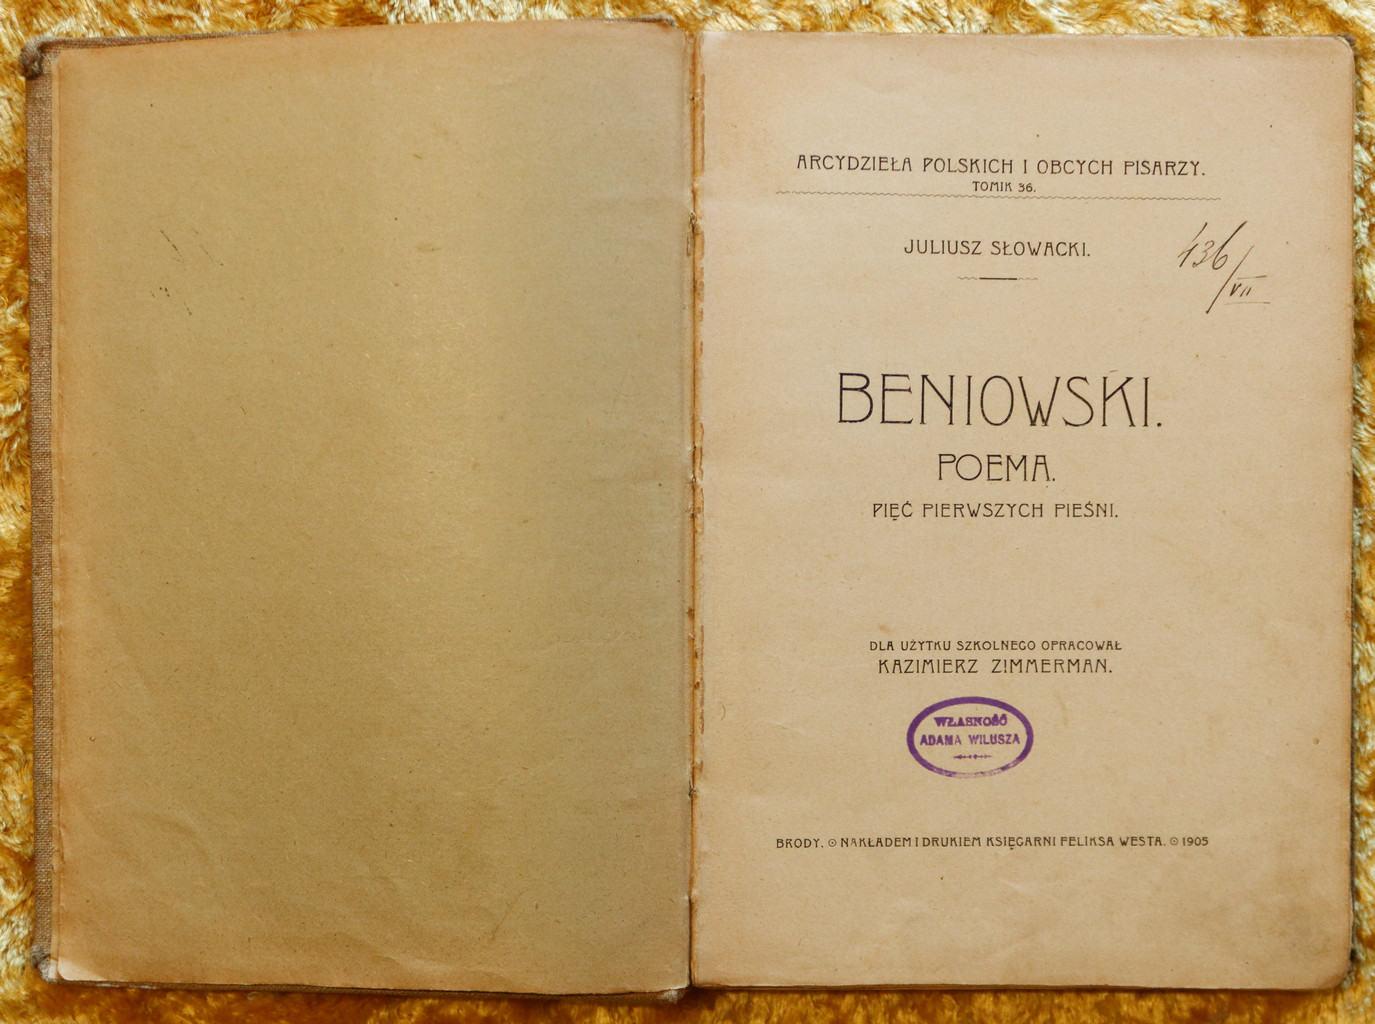 ARCYDZIEŁA POLSKICH I OBCYCH PISARZY.
TOMIK 36.
JULIUSZ SŁOWACKI.
436/VII
BENIOWSKI.
POEMA.
PIĘĆ PIERWSZYCH PIEŚNI.
DLA UŻYTKU SZKOLNEGO OPRACOWAŁ
KAZIMIERZ ZIMMERMAN.
WŁASNOŚĆ
ADAMA WILUSZA
BRODY. ⊙ NAKŁADEM I DRUKIEM KSIĘGARNI FELIKSA WESTA. ⊙ 1905